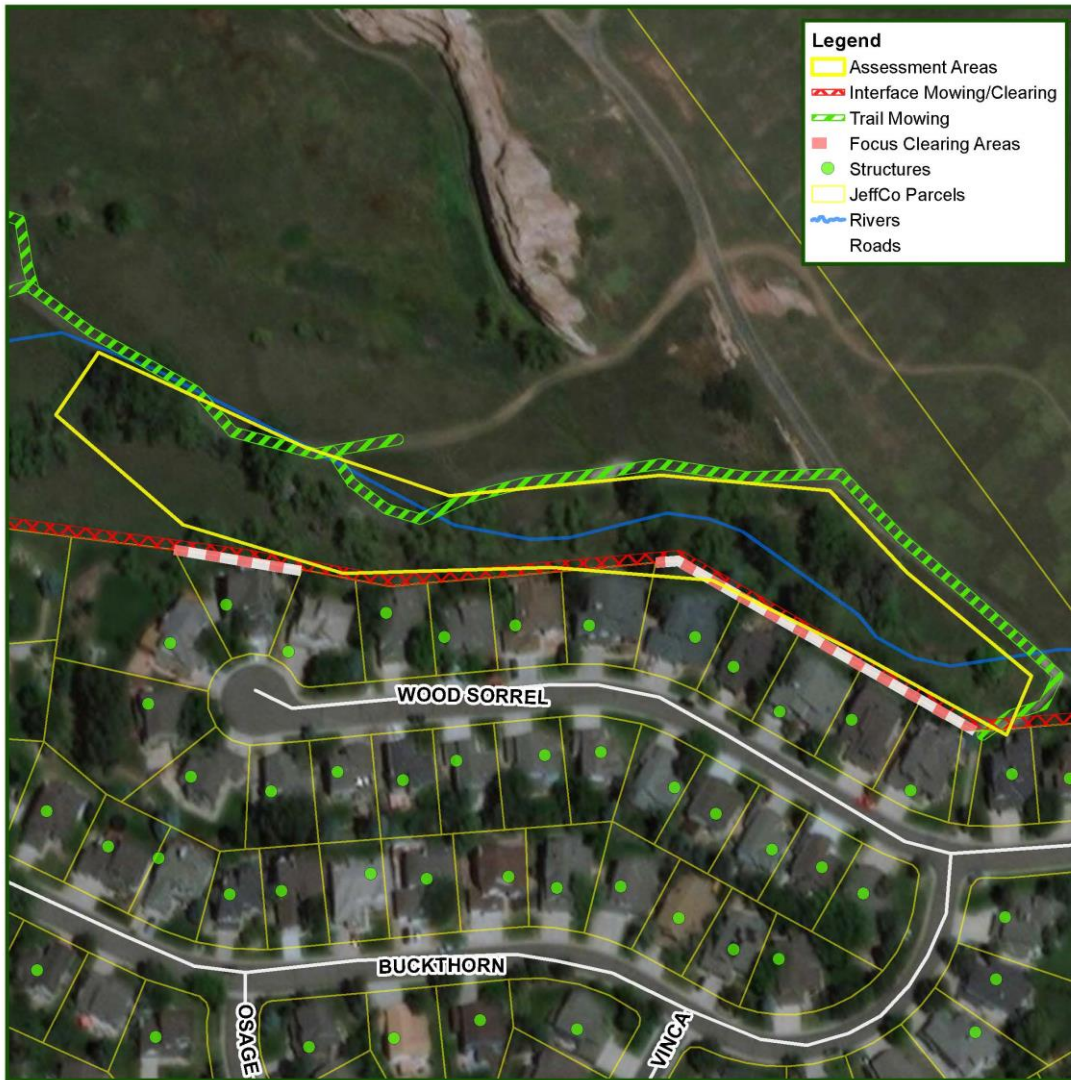 Legend
Assessment Areas
Interface Mowing/Clearing
Trail Mowing
Focus Clearing Areas
Structures
JeffCo Parcels
Rivers
Roads
WOOD SORREL
BUCKTHORN
OSAGE
VINCA